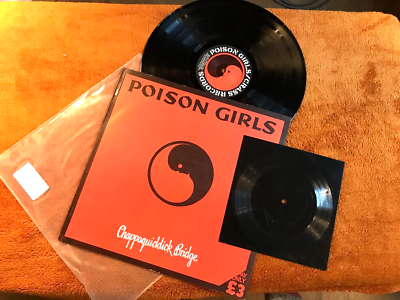 POISON GIRLS/CRASS RECORDS
POISON GIRLS
Chappaquiddick Bridge
£3